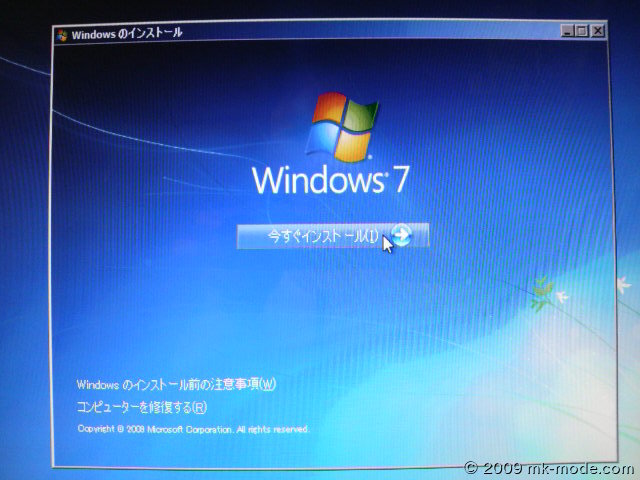 Windows のインストール
Windows 7
今すぐインストール(I)
Windows のインストール前の注意事項(W)
コンピューターを修復する(R)
Copyright © 2009 Microsoft Corporation. All rights reserved.
© 2009 mk-mode.com